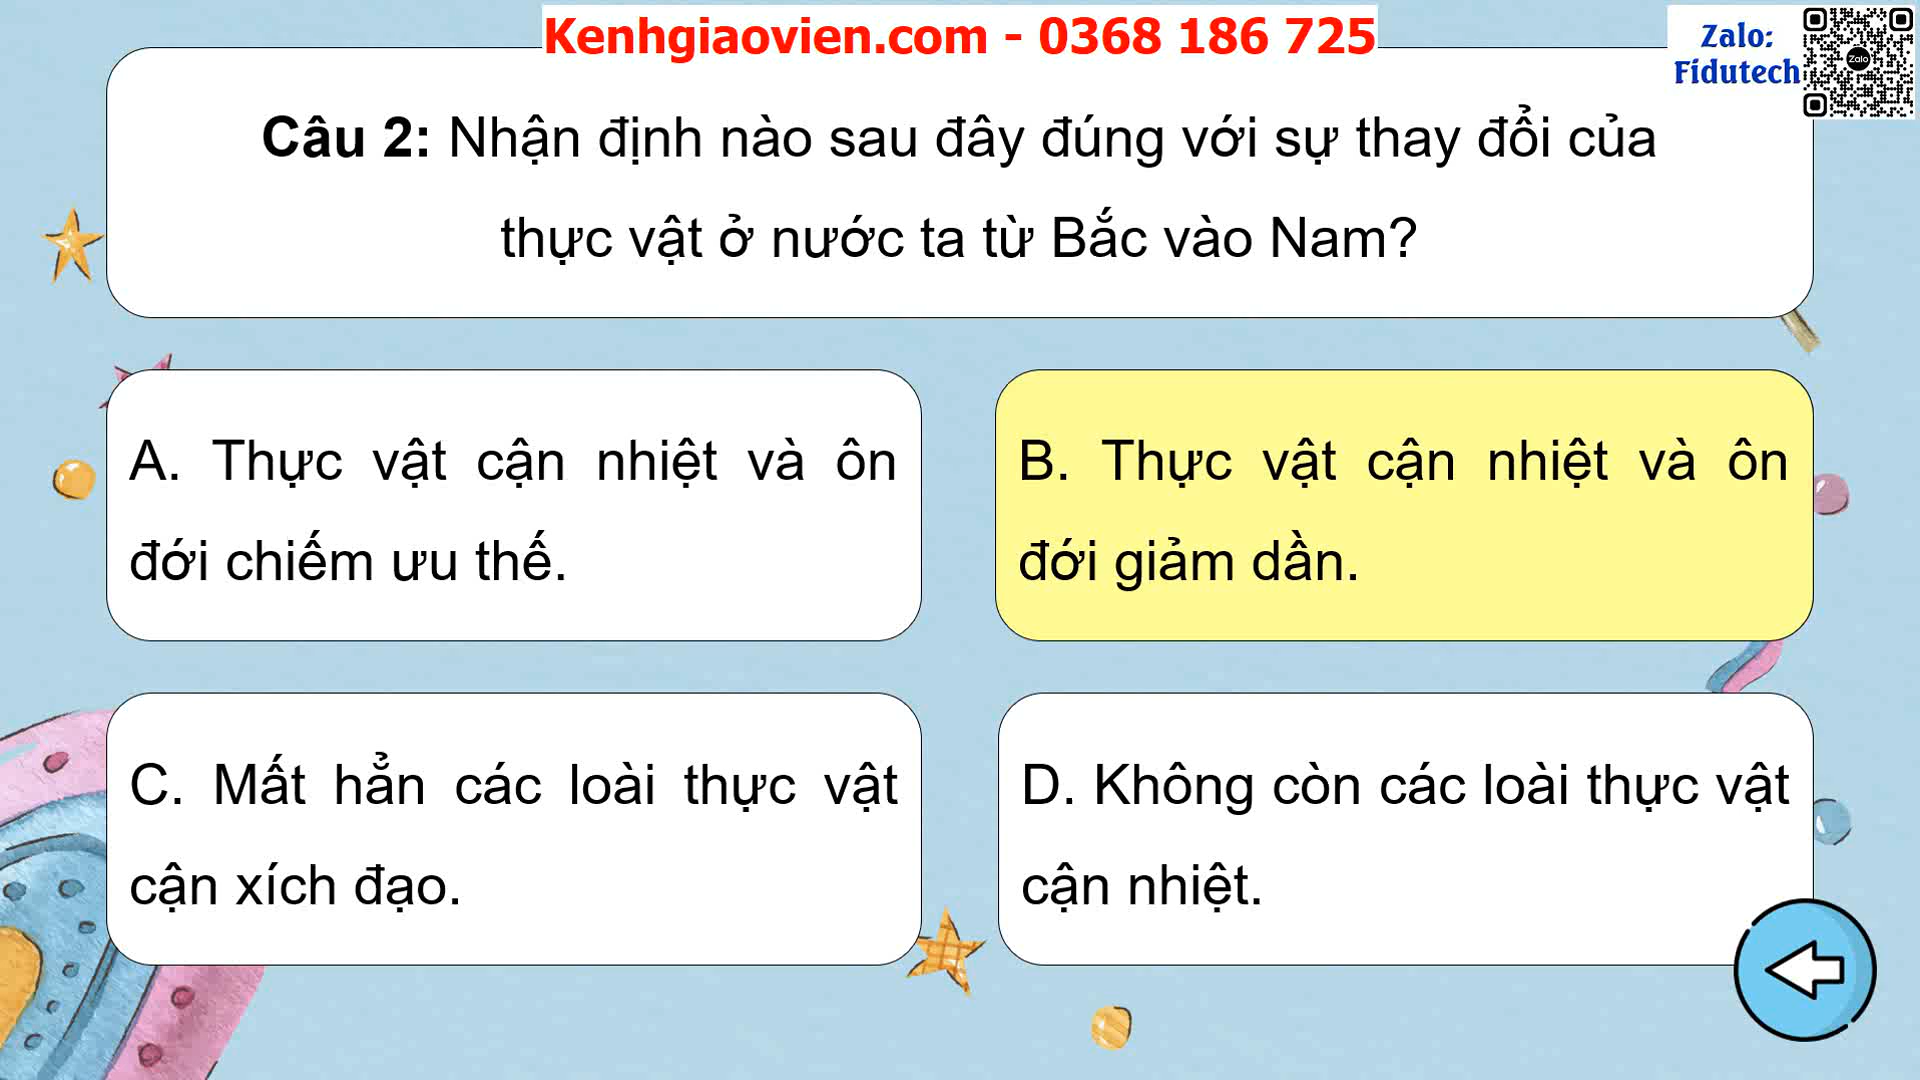 Kenhgiaovien.com - 0368 186 725
Zalo:
Fidutech
Zalo
Câu 2: Nhận định nào sau đây đúng với sự thay đổi của
thực vật ở nước ta từ Bắc vào Nam?
A. Thực vật cận nhiệt và ôn
đới chiếm ưu thế.
B. Thực vật cận nhiệt và ôn
đới giảm dần.
C. Mất hẳn các loài thực vật
cận xích đạo.
D. Không còn các loài thực vật
cận nhiệt.